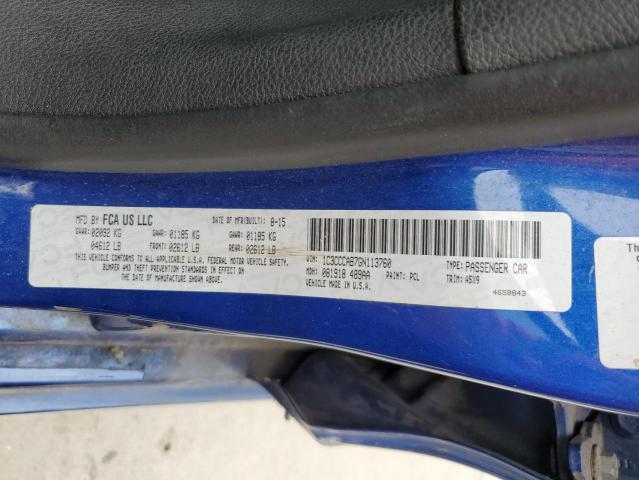 MFD BY FCA US LLC DATE OF MFR(BUILT): 8-15
GVWR: 02092 KG GAWR: 01185 KG GAWR: 01185 KG
04612 LB FRONT: 02612 LB REAR: 02612 LB
THIS VEHICLE CONFORMS TO ALL APPLICABLE U.S.A. FEDERAL MOTOR VEHICLE SAFETY,
BUMPER AND THEFT PREVENTION STANDARDS IN EFFECT ON
THE DATE OF MANUFACTURE SHOWN ABOVE.
VIN: 1C3CCCAB7GN113760 TYPE: PASSENGER CAR
MDH: 081918 489AA PAINT: PCL TRIM: A5X9
VEHICLE MADE IN U.S.A. 4658843